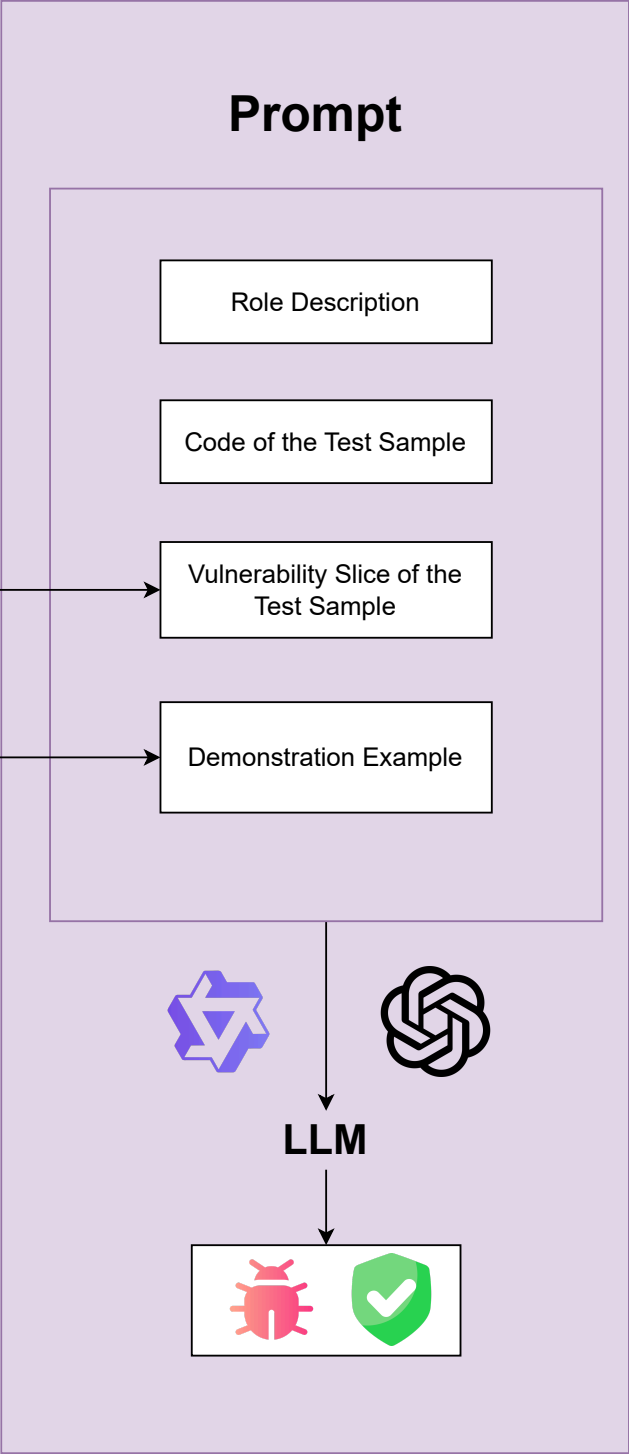 Prompt
Role Description
Code of the Test Sample
Vulnerability Slice of the
Test Sample
Demonstration Example
LLM